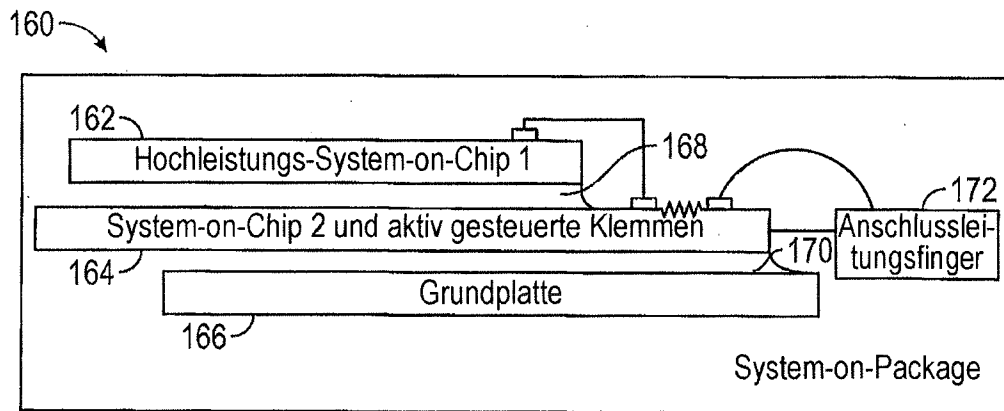 160
162
Hochleistungs-System-on-Chip 1
168
172
System-on-Chip 2 und aktiv gesteuerte Klemmen
Anschlusslei-
tungsfinger
164
170
Grundplatte
166
System-on-Package